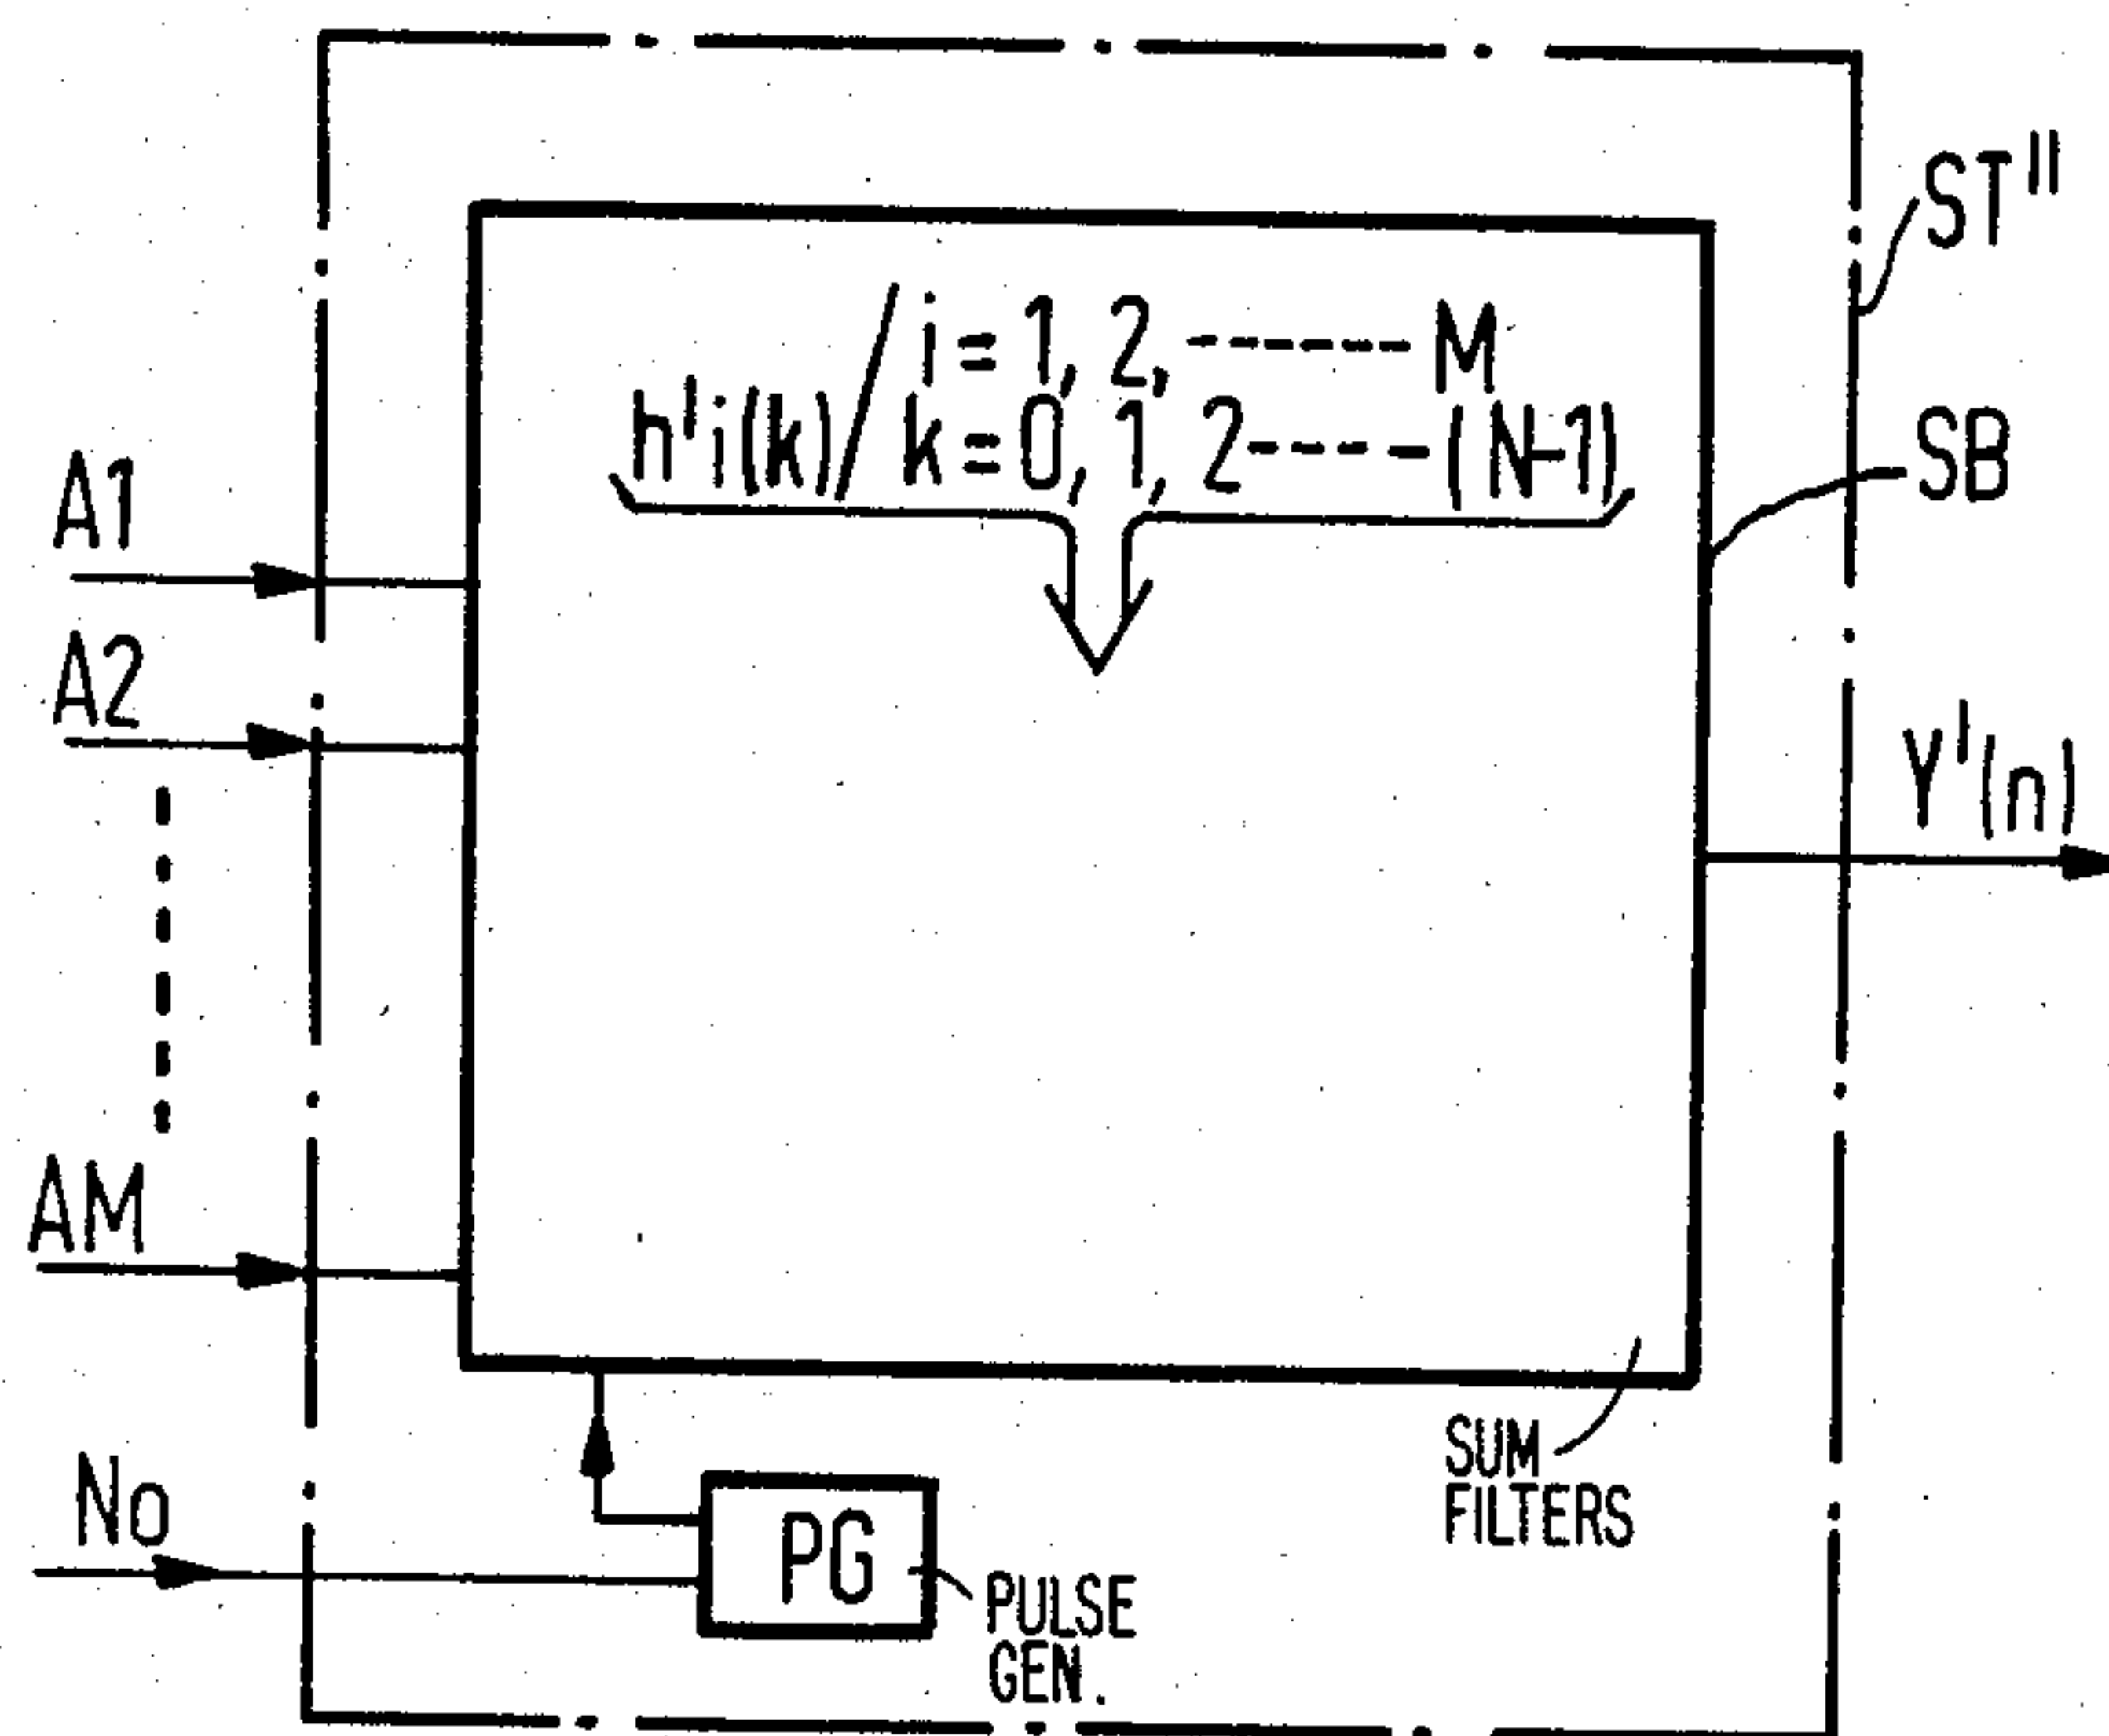 ST"
i = 1, 2, ------ M
h'i(k)/ k = 0, 1, 2 ---- (N-1)
SB
A1
A2
Y'(n)
AM
No
SUM
FILTERS
PG
PULSE
GEN.